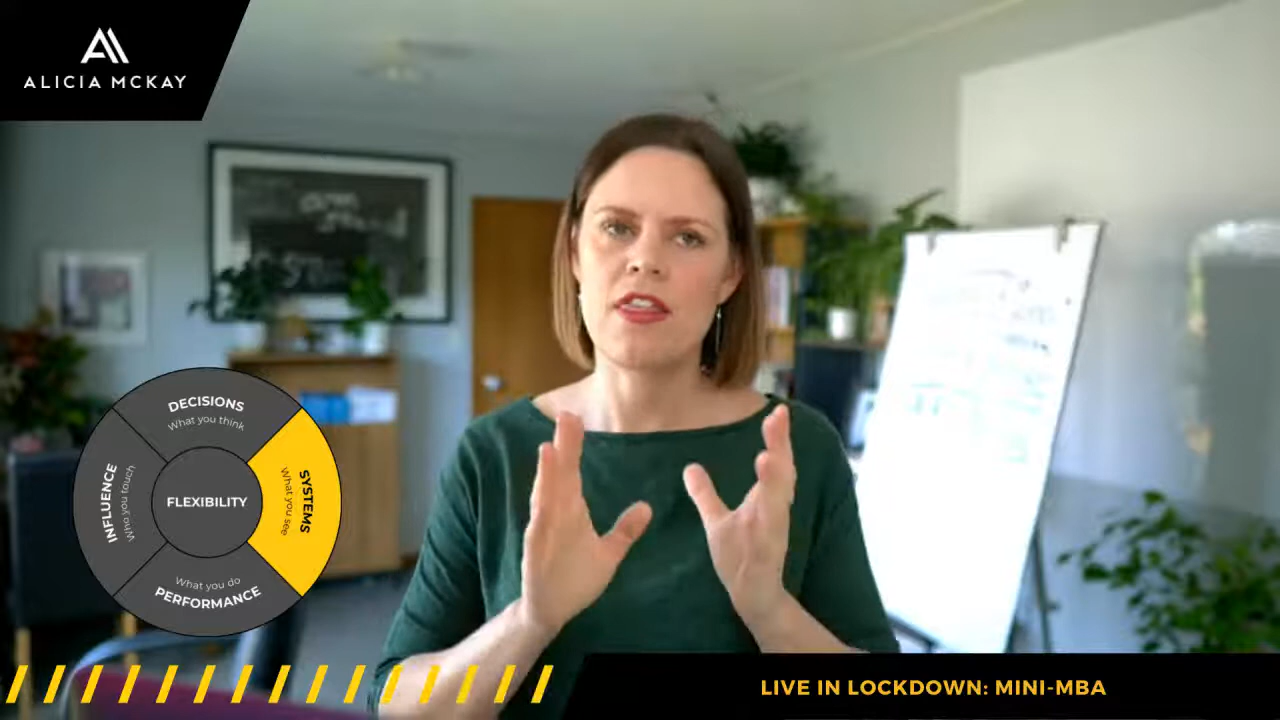 ALICIA MCKAY
DECISIONS
What you think
SYSTEMS
What you see
FLEXIBILITY
INFLUENCE
Who you touch
What you do
PERFORMANCE
LIVE IN LOCKDOWN: MINI-MBA